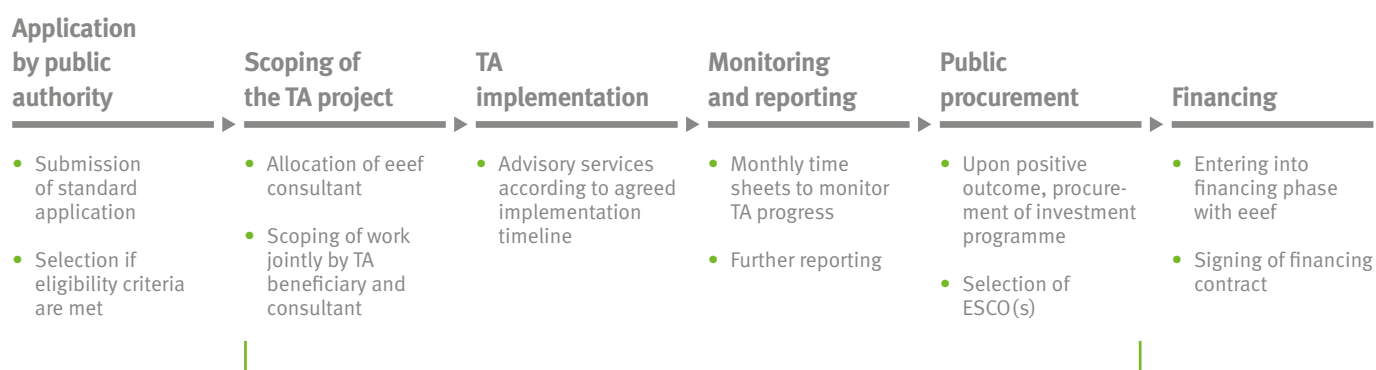 Application
by public
authority
Scoping of
the TA project
TA
implementation
Monitoring
and reporting
Public
procurement
Financing
• Submission
of standard
application
• Selection if
eligibility criteria
are met
• Allocation of eeef
consultant
• Scoping of work
jointly by TA
beneficiary and
consultant
• Advisory services
according to agreed
implementation
timeline
• Monthly time
sheets to monitor
TA progress
• Further reporting
• Upon positive
outcome, procure-
ment of investment
programme
• Selection of
ESCO(s)
• Entering into
financing phase
with eeef
• Signing of financing
contract